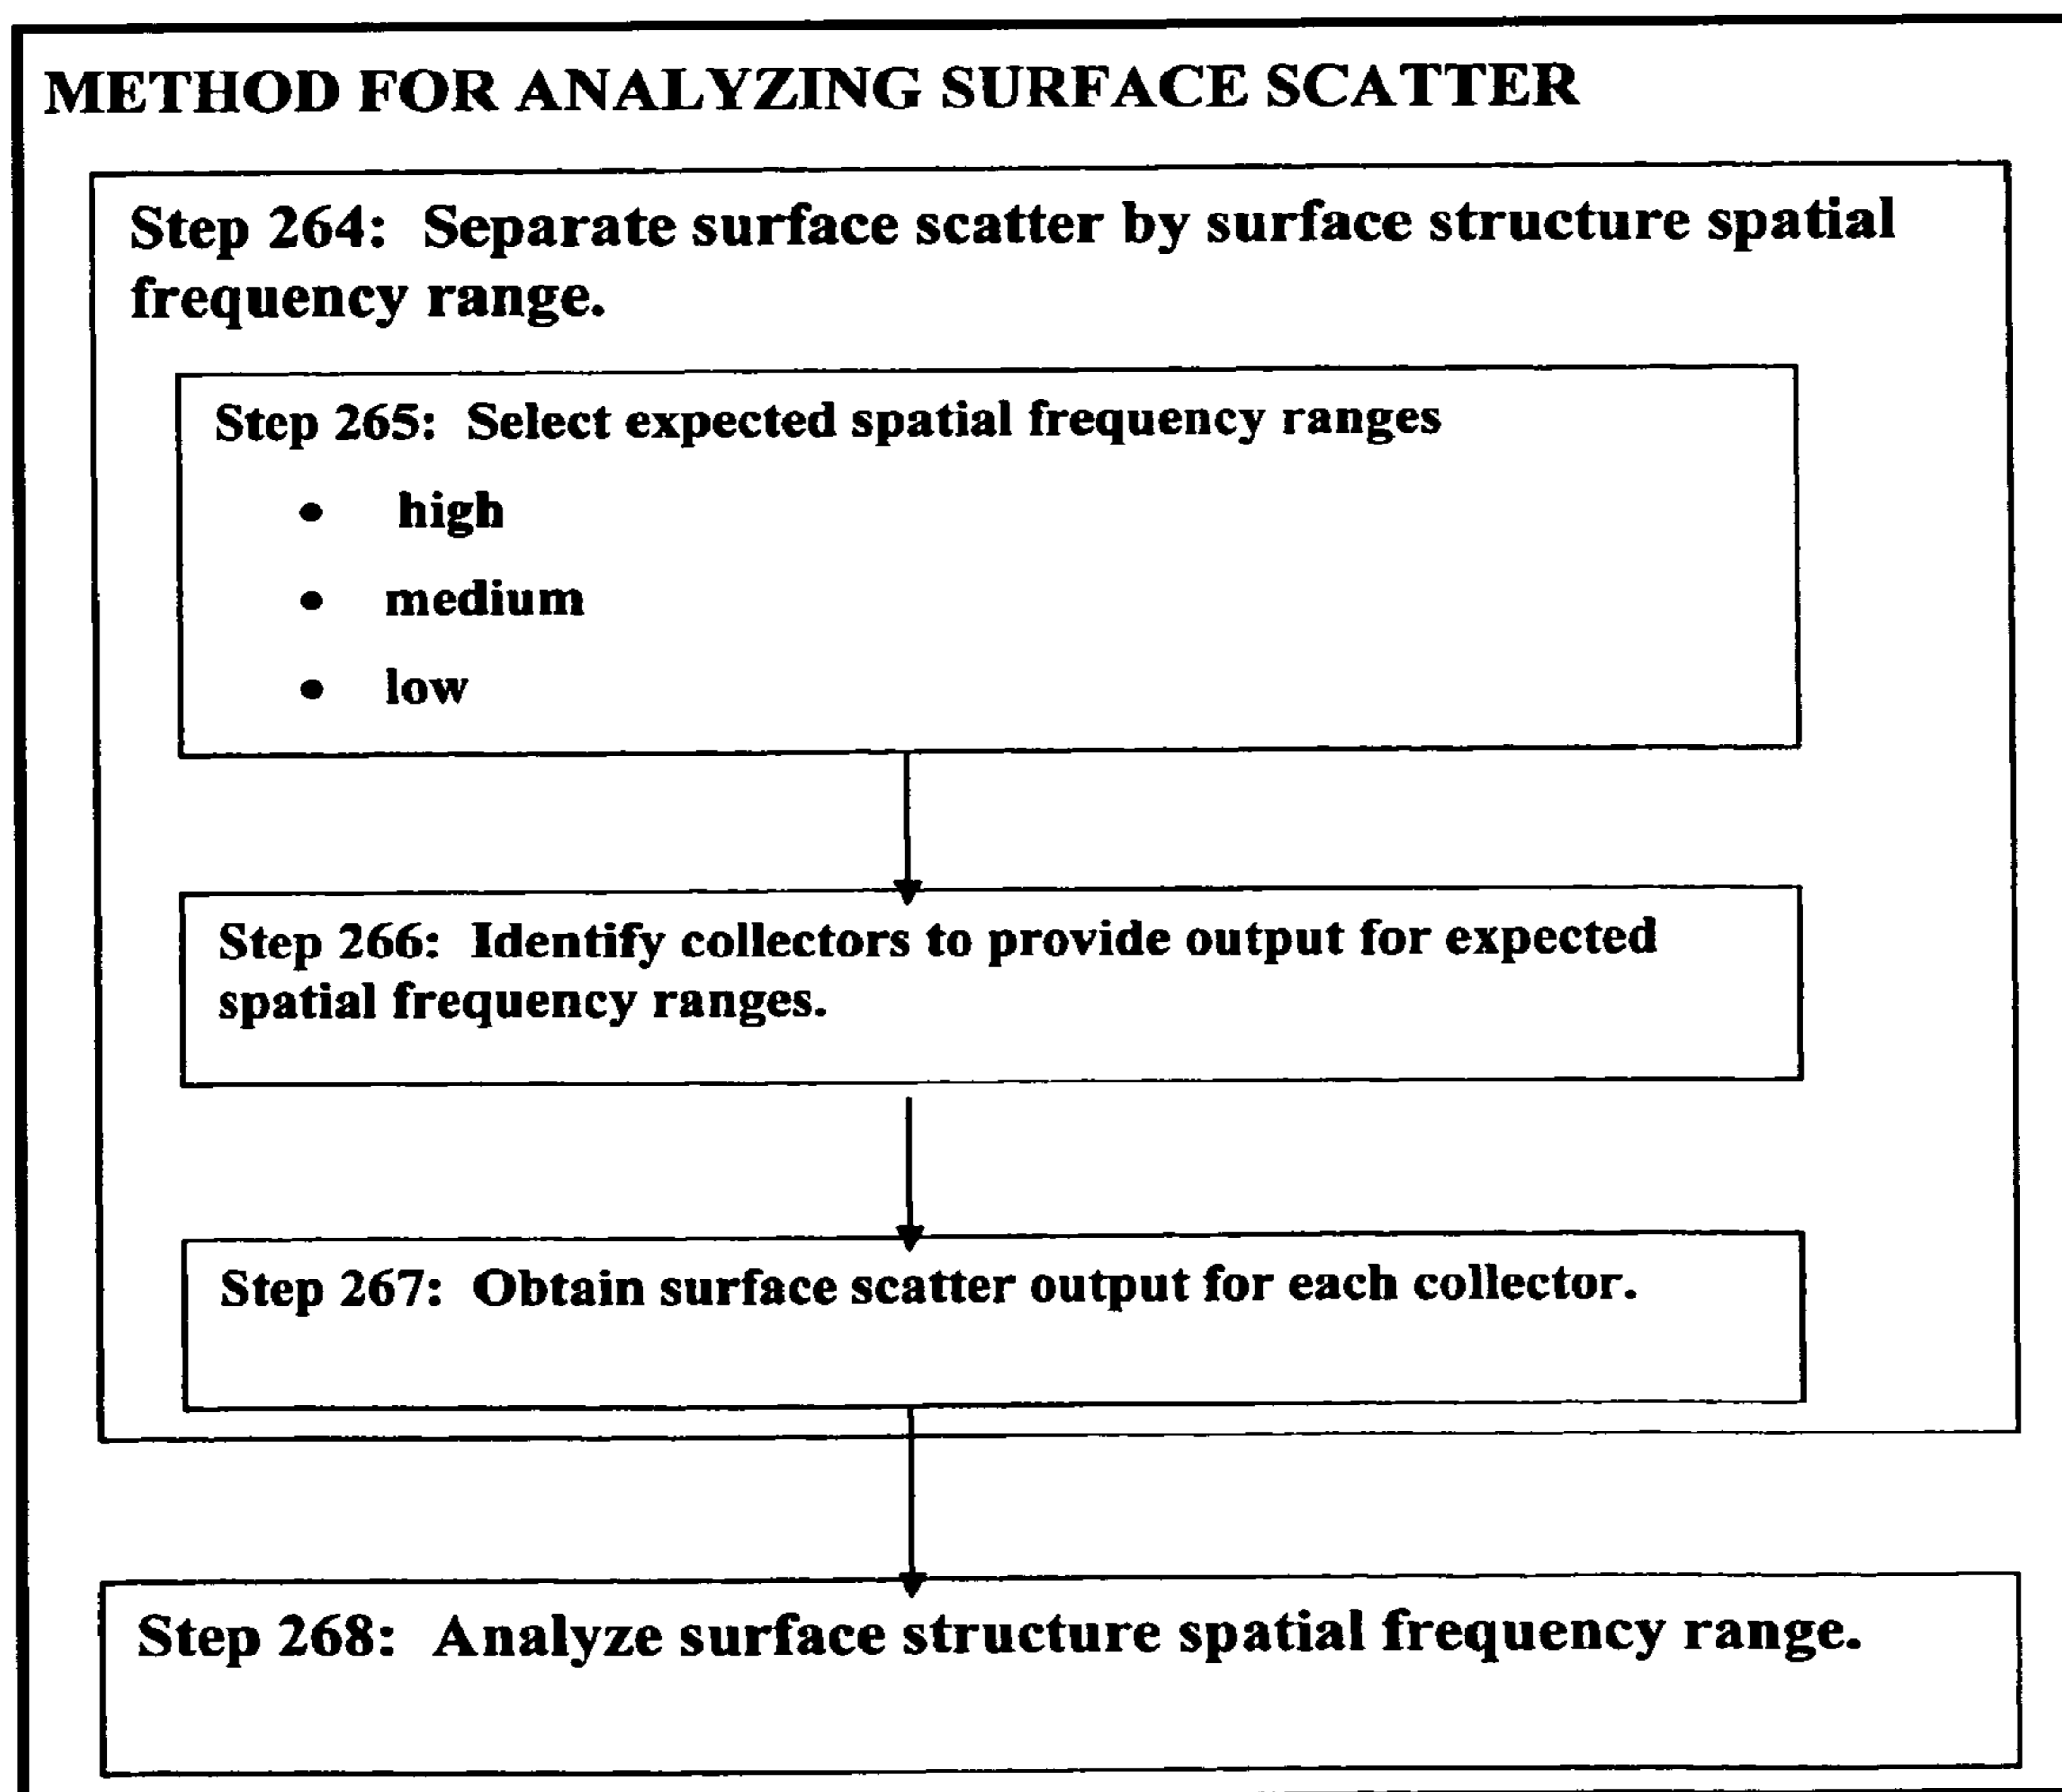 METHOD FOR ANALYZING SURFACE SCATTER
Step 264: Separate surface scatter by surface structure spatial
frequency range.
Step 265: Select expected spatial frequency ranges
• high
• medium
• low
Step 266: Identify collectors to provide output for expected
spatial frequency ranges.
Step 267: Obtain surface scatter output for each collector.
Step 268: Analyze surface structure spatial frequency range.